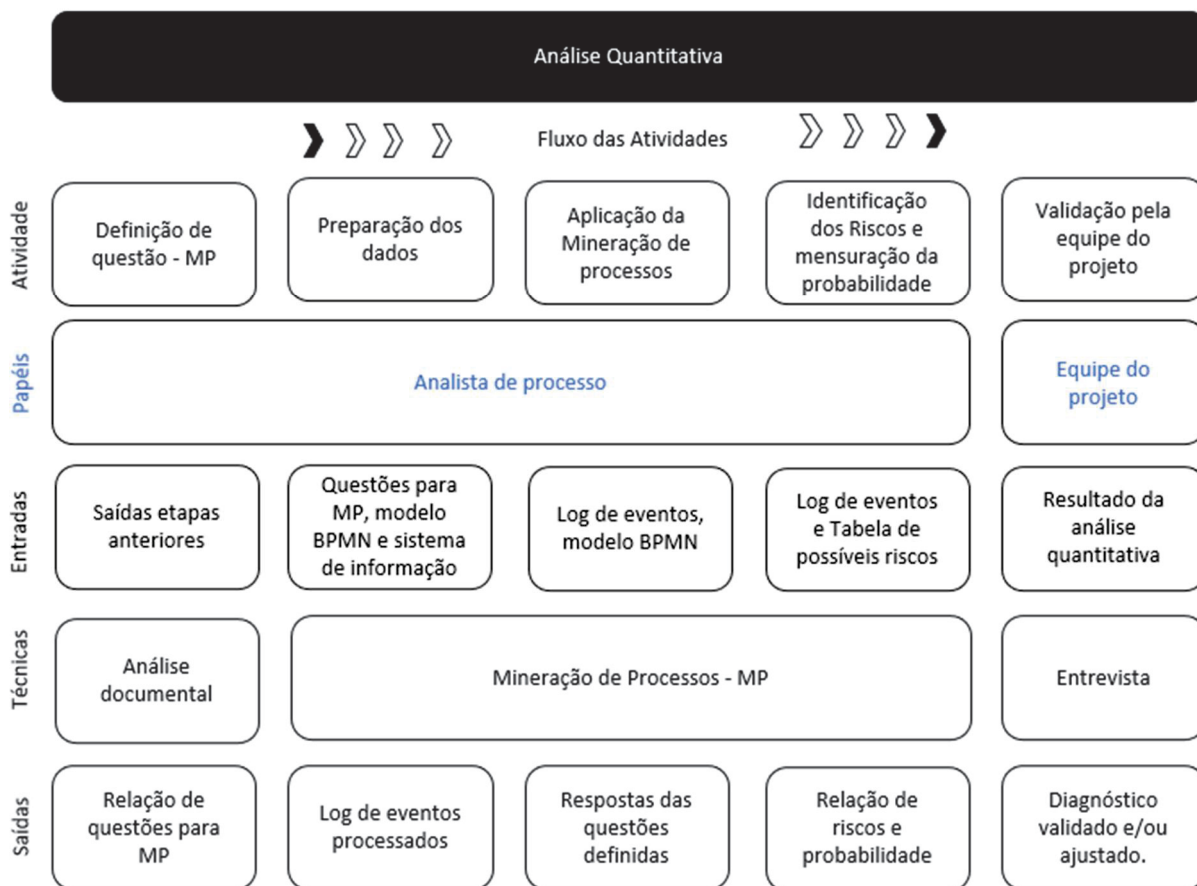 Análise Quantitativa
Fluxo das Atividades
Atividade
Definição de
questão - MP
Preparação dos
dados
Aplicação da
Mineração de
processos
Identificação
dos Riscos e
mensuração da
probabilidade
Validação pela
equipe do
projeto
Papéis
Analista de processo
Equipe do
projeto
Entradas
Saídas etapas
anteriores
Questões para
MP, modelo
BPMN e sistema
de informação
Log de eventos,
modelo BPMN
Log de eventos
e Tabela de
possíveis riscos
Resultado da
análise
quantitativa
Técnicas
Análise
documental
Mineração de Processos - MP
Entrevista
Saídas
Relação de
questões para
MP
Log de eventos
processados
Respostas das
questões
definidas
Relação de
riscos e
probabilidade
Diagnóstico
validado e/ou
ajustado.